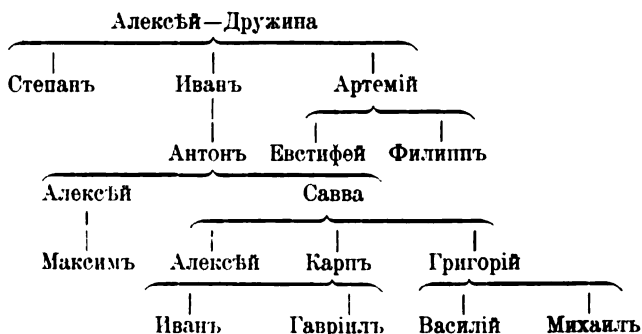 Алексѣй—Дружина
Степанъ Иванъ Артемій
Антонъ Евстифей Филиппъ
Алексѣй Савва
Максимъ Алексѣй Карпъ Григорій
Иванъ Гавріилъ Василій Михаилъ